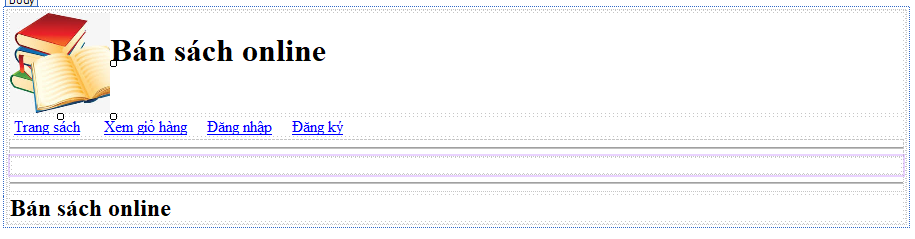 body
Bán sách online
Trang sách Xem giỏ hàng Đăng nhập Đăng ký
Bán sách online